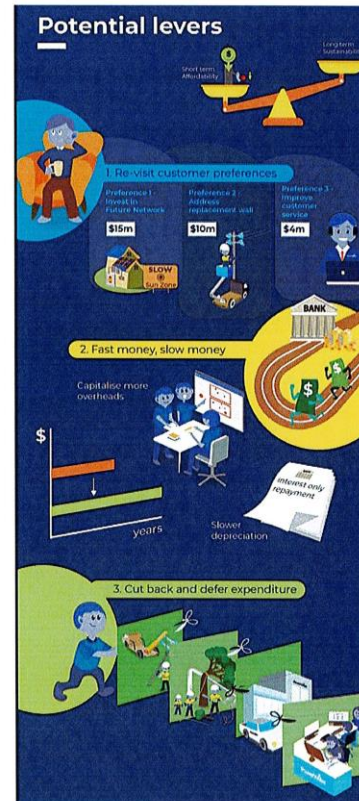 Potential levers
Short term
Affordability
Long-term
Sustainability
$
1. Re-visit customer preferences
Preference 1 -
Invest in
Future Network
$15m
SLOW
Sun Zone
Preference 2 -
Address
replacement wall
$10m
Preference 3 -
Improve
customer
service
$4m
BANK
$
$
2. Fast money, slow money
Capitalise more
overheads
$
years
interest only
repayment
Slower
depreciation
3. Cut back and defer expenditure